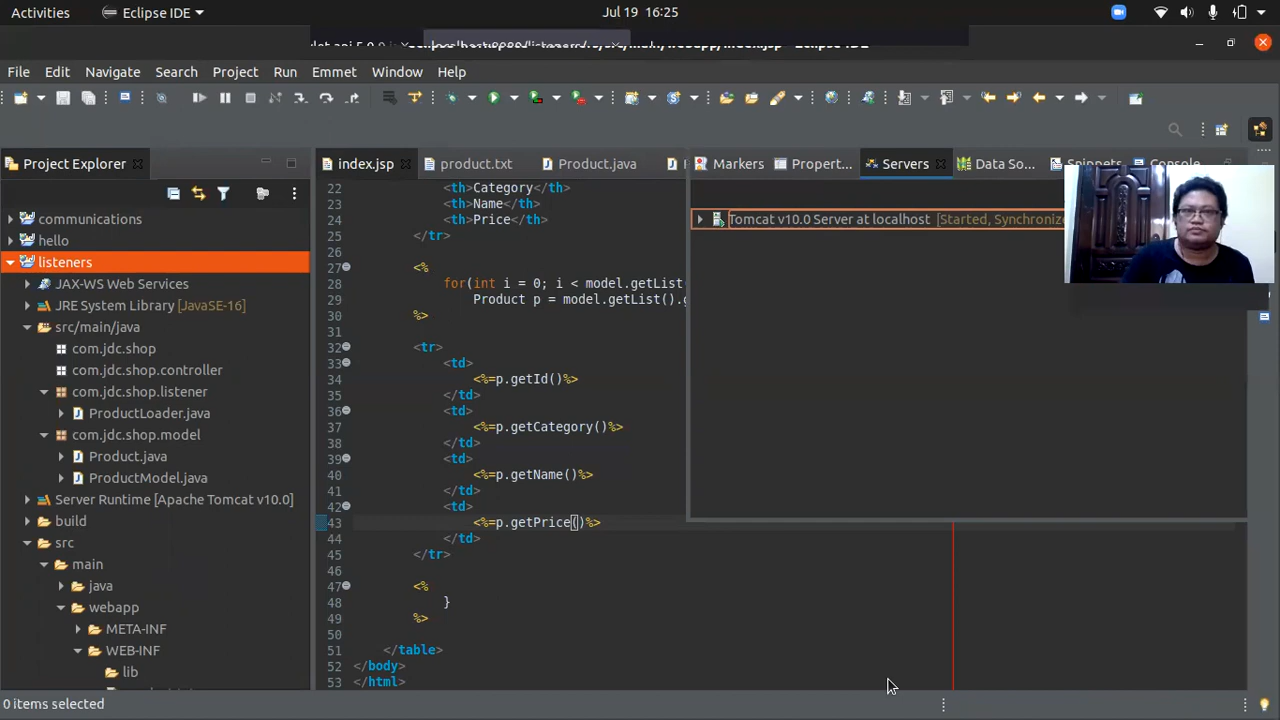 Activities
Eclipse IDE
Jul 19 16:25
File Edit Navigate Search Project Run Emmet Window Help
Project Explorer
communications
hello
listeners
JAX-WS Web Services
JRE System Library [JavaSE-16]
src/main/java
com.jdc.shop
com.jdc.shop.controller
com.jdc.shop.listener
ProductLoader.java
com.jdc.shop.model
Product.java
ProductModel.java
Server Runtime [Apache Tomcat v10.0]
build
src
main
java
webapp
META-INF
WEB-INF
lib
index.jsp product.txt Product.java
22 <th>Category</th>
23 <th>Name</th>
24 <th>Price</th>
25 </tr>
26
27 <%
28 for(int i = 0; i < model.getList(
29 Product p = model.getList().g
30 %>
31
32 <tr>
33 <td>
34 <%=p.getId()%>
35 </td>
36 <td>
37 <%=p.getCategory()%>
38 </td>
39 <td>
40 <%=p.getName()%>
41 </td>
42 <td>
43 <%=p.getPrice()%>
44 </td>
45 </tr>
46
47 <%
48 }
49 %>
50
51 </table>
52 </body>
53 </html>
Markers Propert... Servers Data So... Snippets Console
Tomcat v10.0 Server at localhost [Started, Synchronize
0 items selected